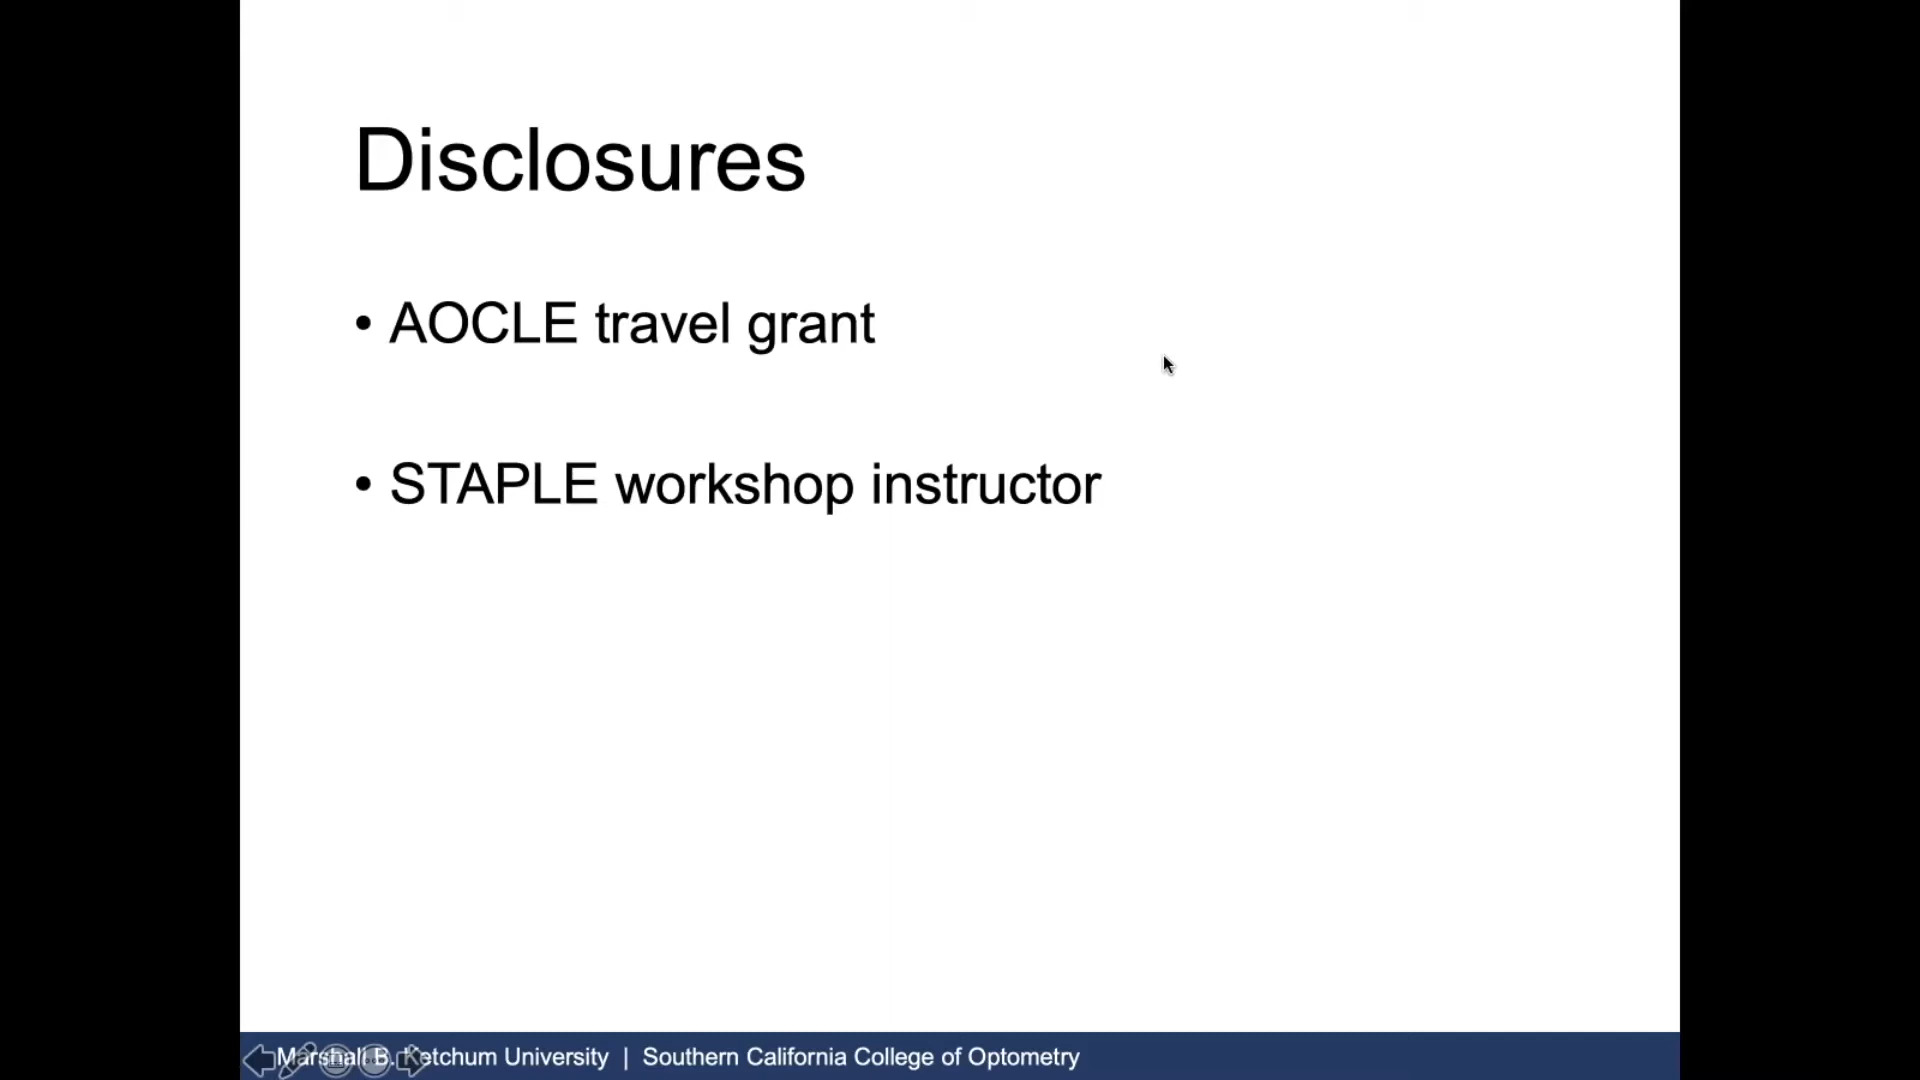 Disclosures
• AOCLE travel grant
• STAPLE workshop instructor
Marshall B. Ketchum University | Southern California College of Optometry